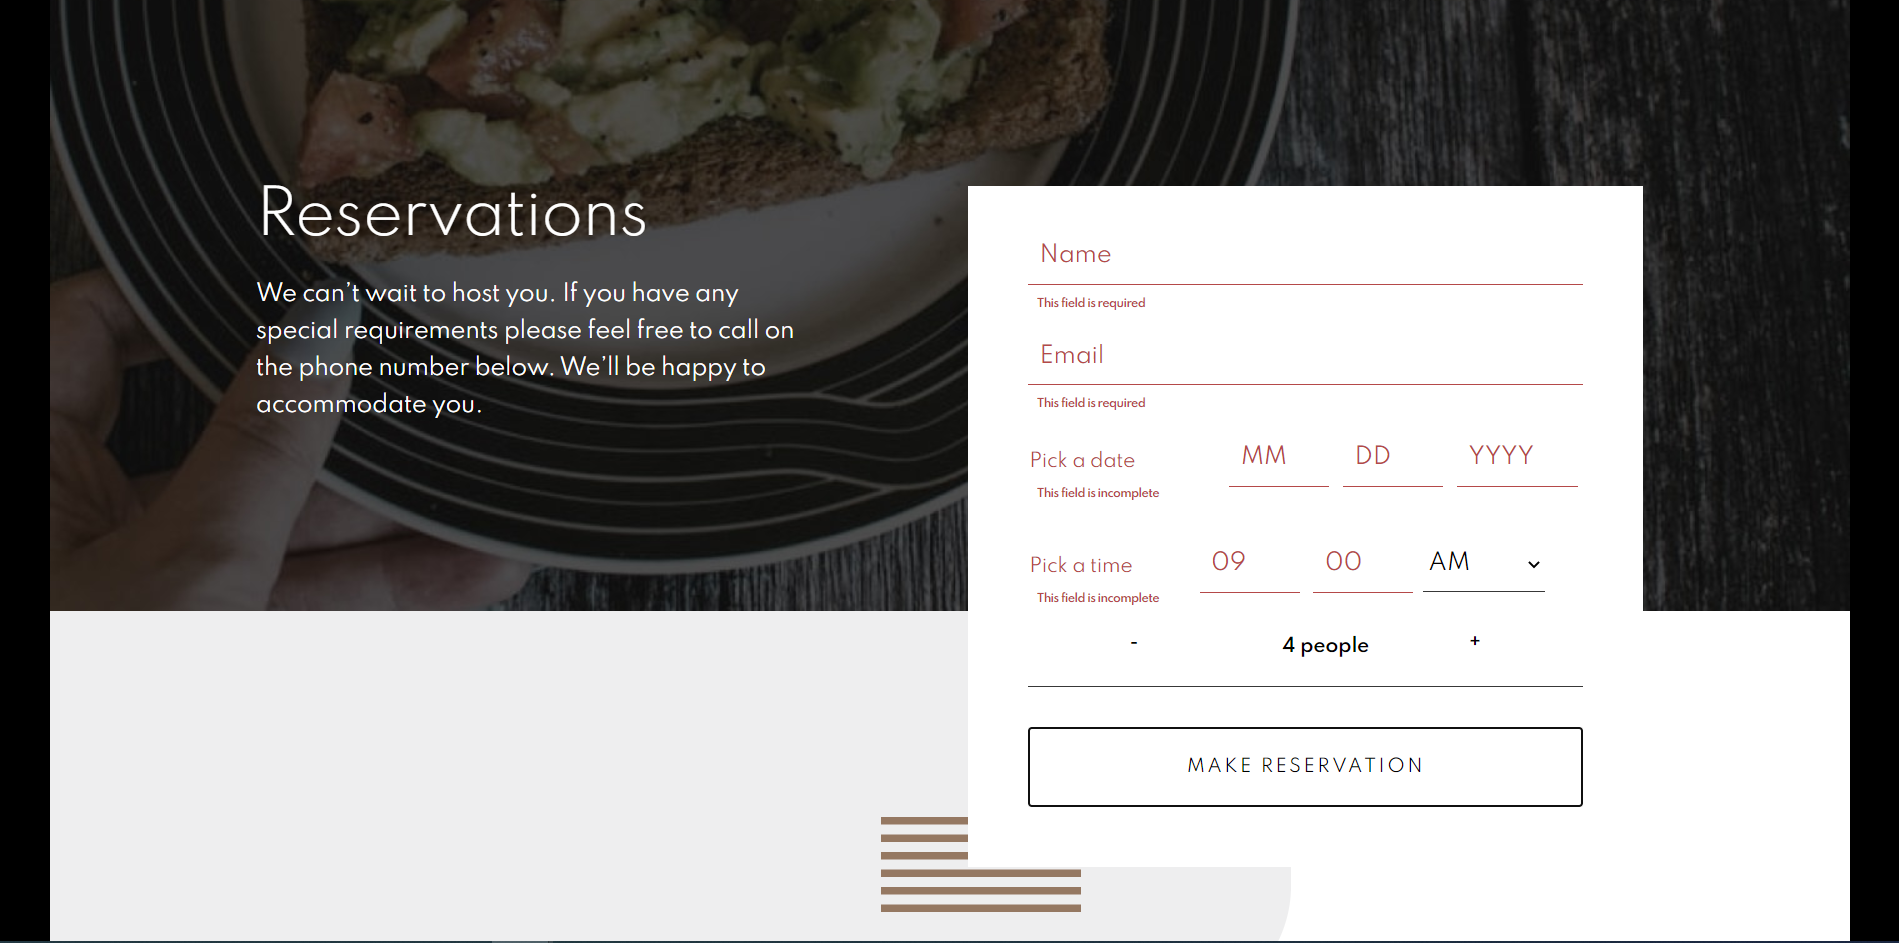 Reservations
We can’t wait to host you. If you have any
special requirements please feel free to call on
the phone number below. We’ll be happy to
accommodate you.
Name
This field is required
Email
This field is required
Pick a date MM DD YYYY
This field is incomplete
Pick a time 09 00 AM
This field is incomplete
- 4 people +
MAKE RESERVATION